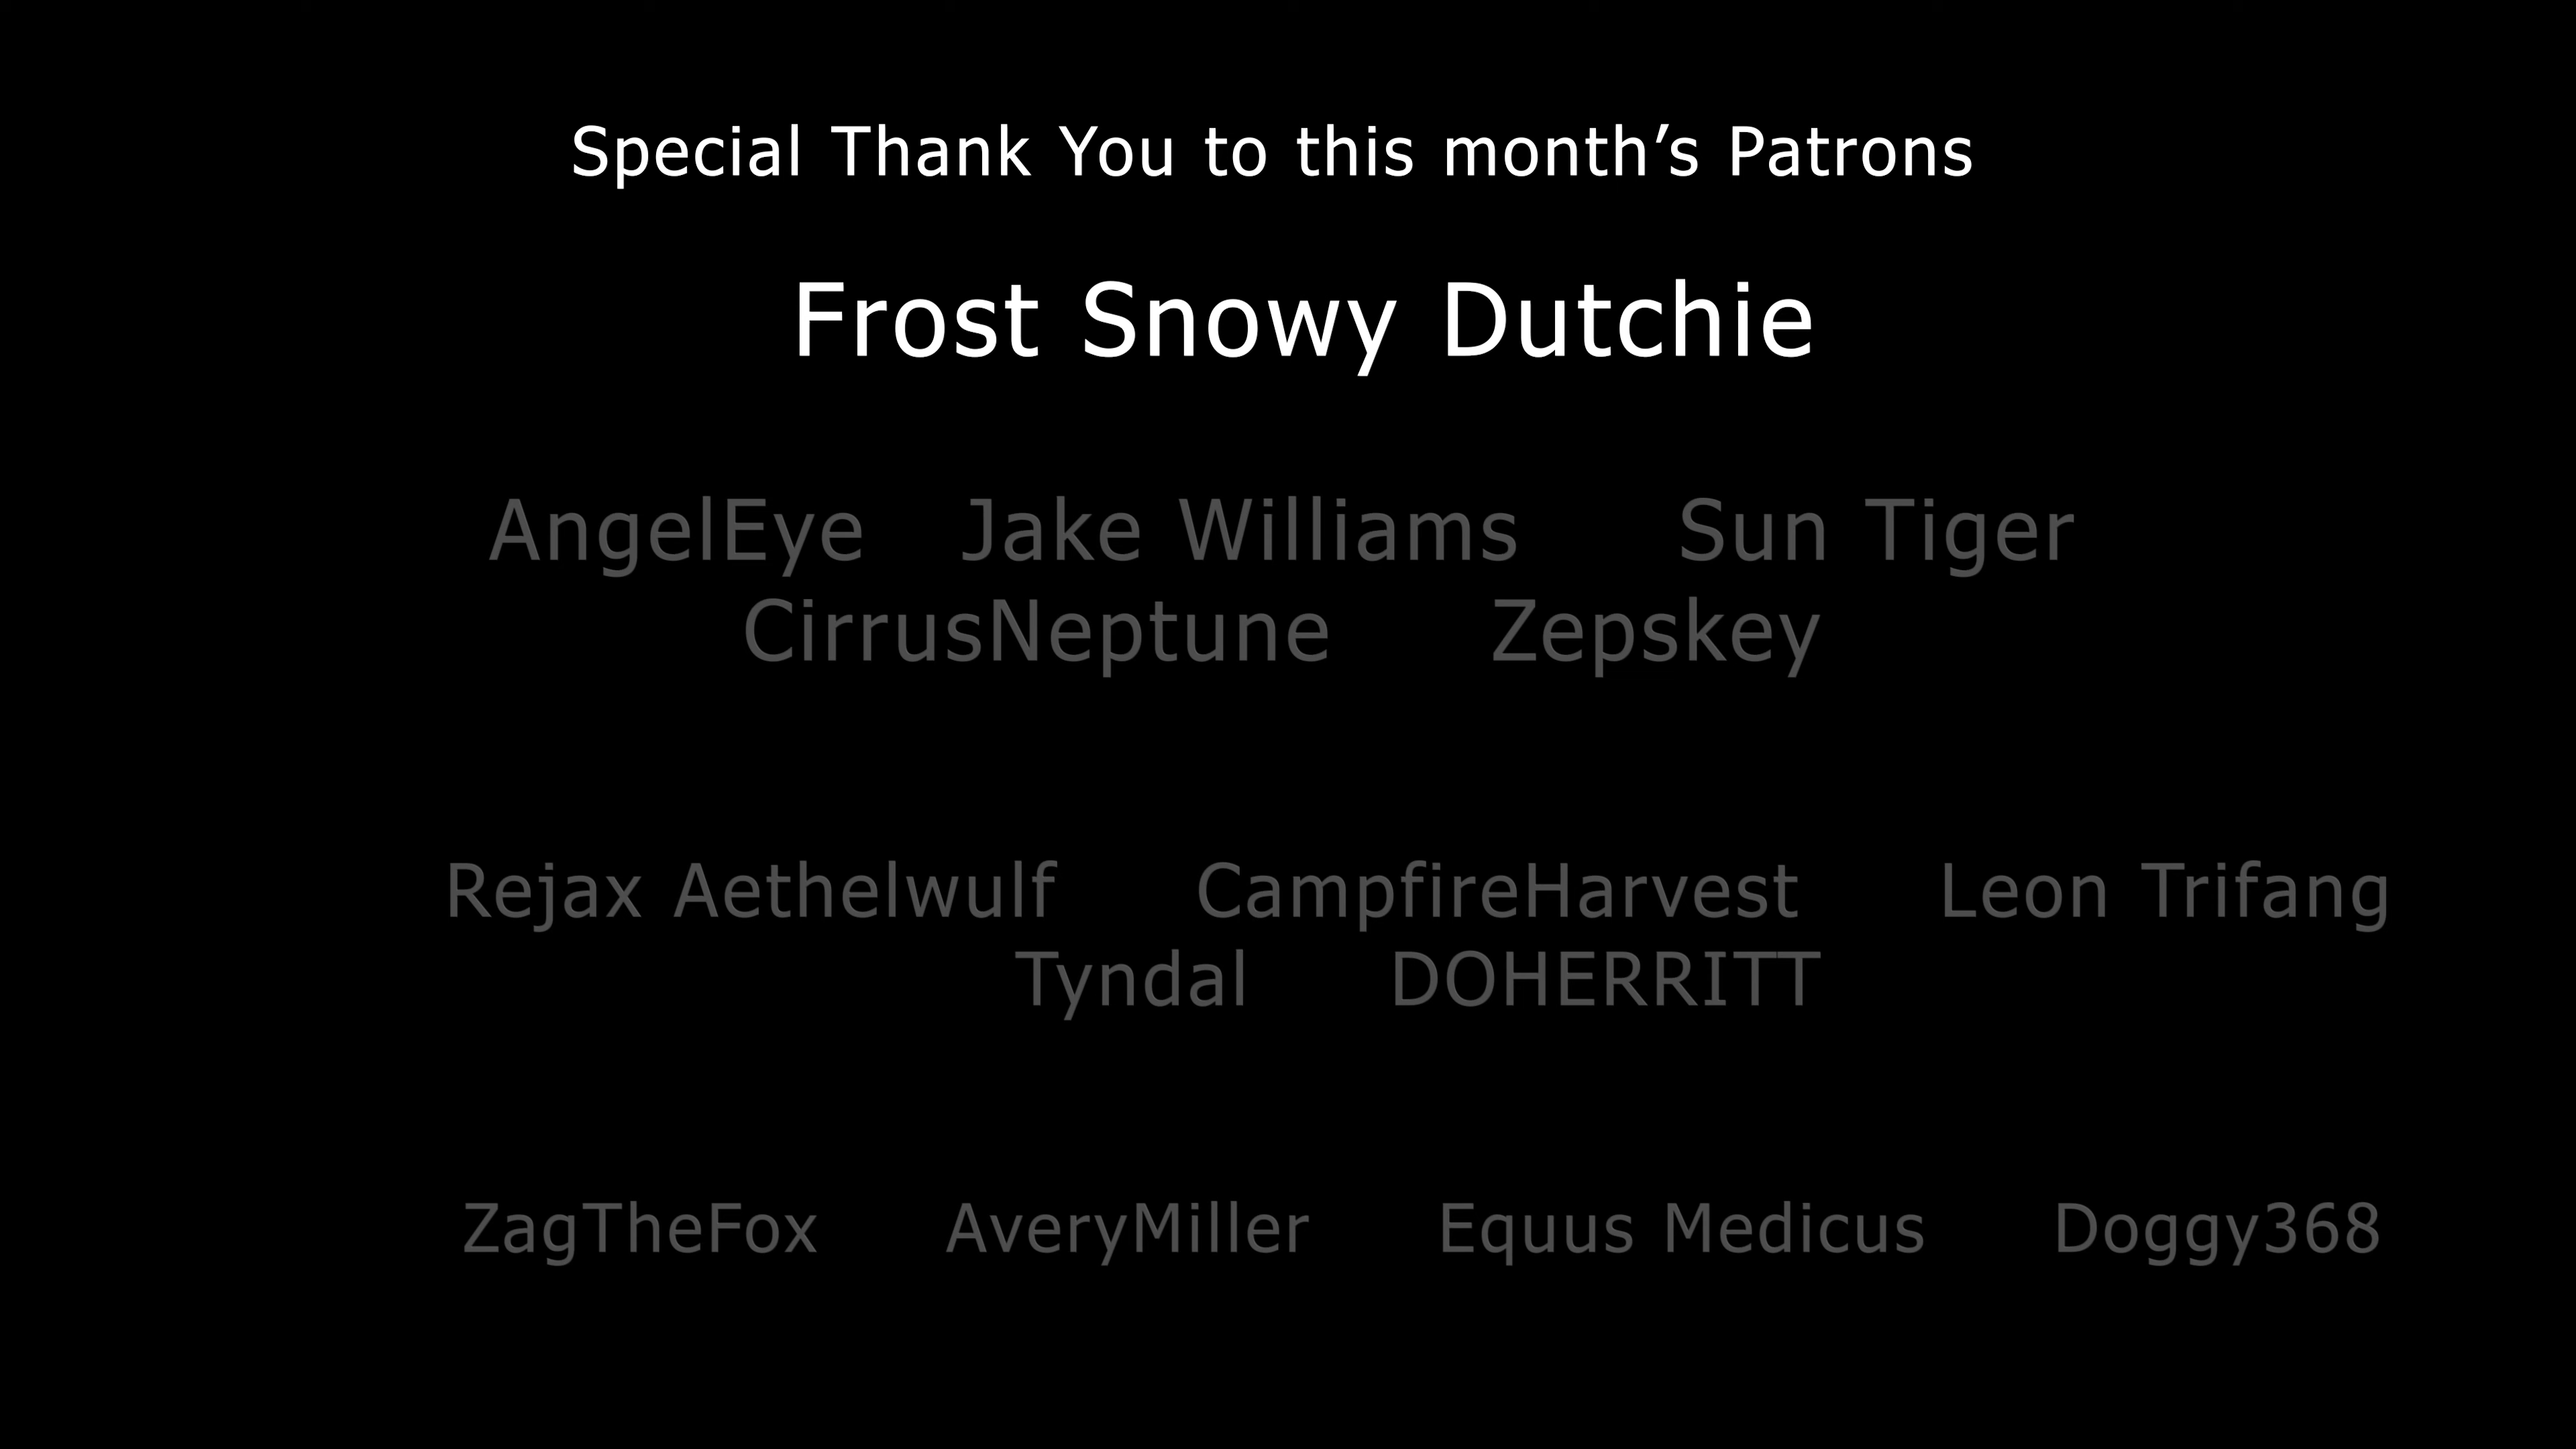 Special Thank You to this month’s Patrons
Frost Snowy Dutchie
AngelEye Jake Williams Sun Tiger
CirrusNeptune Zepskey
Rejax Aethelwulf CampfireHarvest Leon Trifang
Tyndal DOHERRITT
ZagTheFox AveryMiller Equus Medicus Doggy368